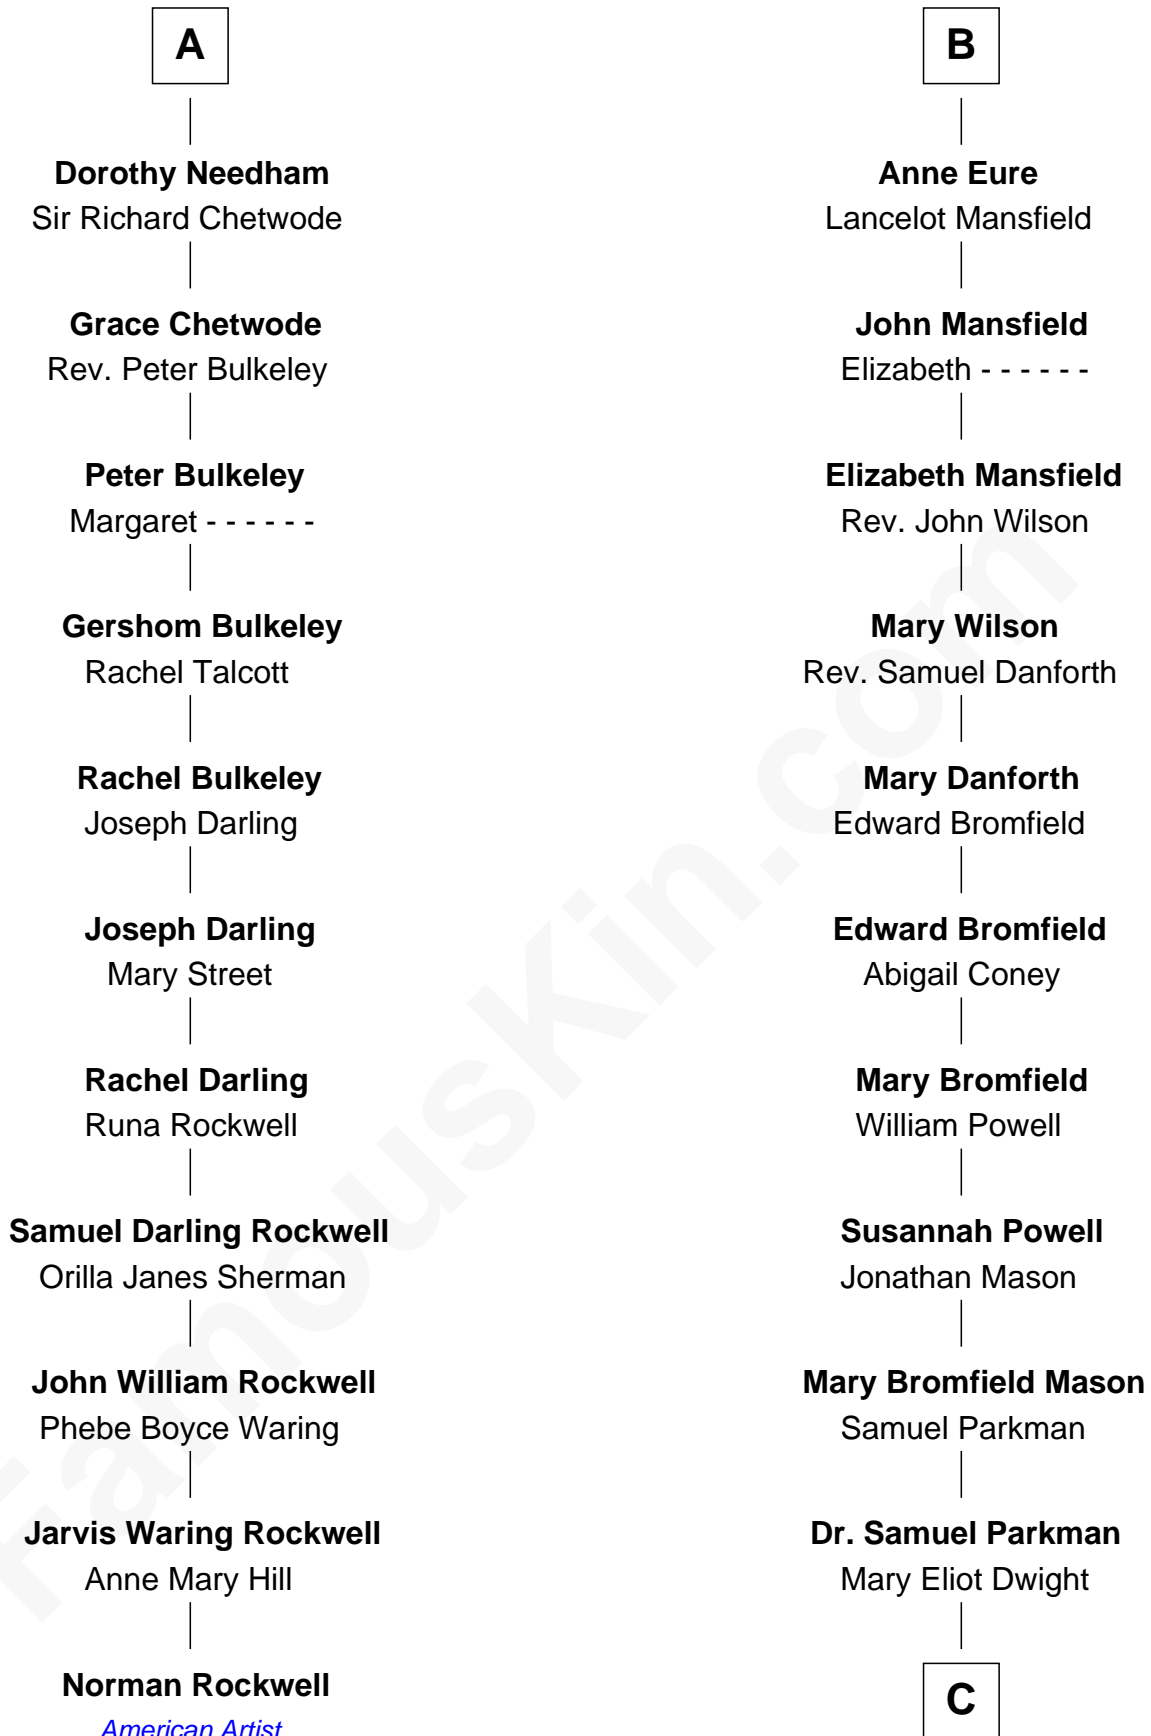 A
Dorothy Needham
Sir Richard Chetwode
Grace Chetwode
Rev. Peter Bulkeley
Peter Bulkeley
Margaret - - - - - -
Gershom Bulkeley
Rachel Talcott
Rachel Bulkeley
Joseph Darling
Joseph Darling
Mary Street
Rachel Darling
Runa Rockwell
Samuel Darling Rockwell
Orilla Janes Sherman
John William Rockwell
Phebe Boyce Waring
Jarvis Waring Rockwell
Anne Mary Hill
Norman Rockwell
American Artist
B
Anne Eure
Lancelot Mansfield
John Mansfield
Elizabeth - - - - - -
Elizabeth Mansfield
Rev. John Wilson
Mary Wilson
Rev. Samuel Danforth
Mary Danforth
Edward Bromfield
Edward Bromfield
Abigail Coney
Mary Bromfield
William Powell
Susannah Powell
Jonathan Mason
Mary Bromfield Mason
Samuel Parkman
Dr. Samuel Parkman
Mary Eliot Dwight
C
FamousKin.com